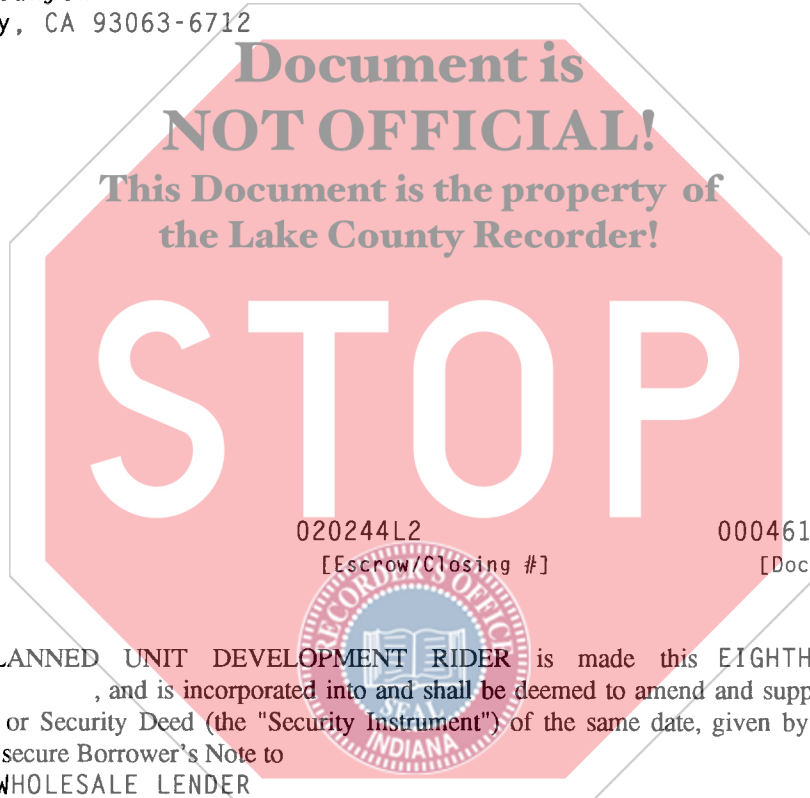 y, CA 93063-6712
Document is
NOT OFFICIAL!
This Document is the property of
the Lake County Recorder!
STOP
020244L2 000461
[Escrow/Closing #] [Doc
RECORDER'S OFFICE
LANNED UNIT DEVELOPMENT RIDER is made this EIGHTH
, and is incorporated into and shall be deemed to amend and supp
or Security Deed (the "Security Instrument") of the same date, given by
SEAL
secure Borrower's Note to
INDIANA
WHOLESALE LENDER